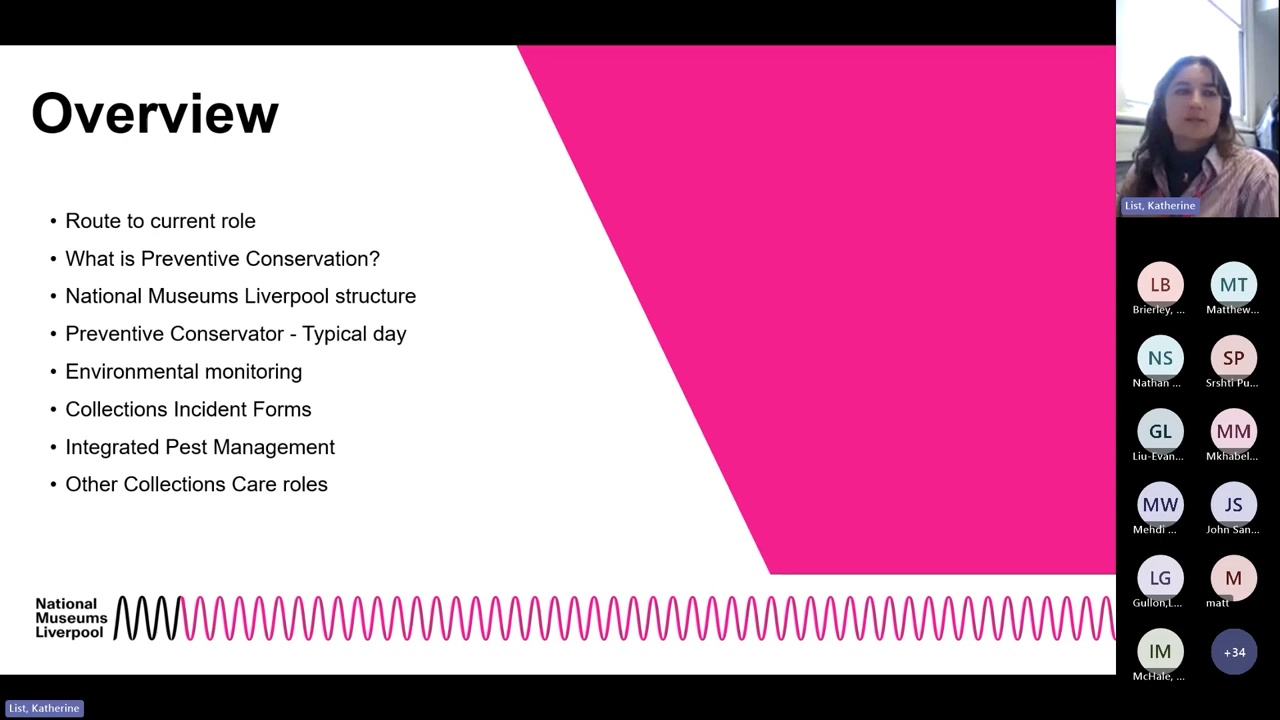 Overview
• Route to current role
• What is Preventive Conservation?
• National Museums Liverpool structure
• Preventive Conservator - Typical day
• Environmental monitoring
• Collections Incident Forms
• Integrated Pest Management
• Other Collections Care roles
National
Museums
Liverpool
List, Katherine
List, Katherine
LB
Brierley, ...
MT
Matthew...
NS
Nathan ...
SP
Srshti Pu...
GL
Liu-Evan...
MM
Mkhabel...
MW
Mehdi ...
JS
John San...
LG
Gullon,L...
M
matt
IM
McHale, ...
+34